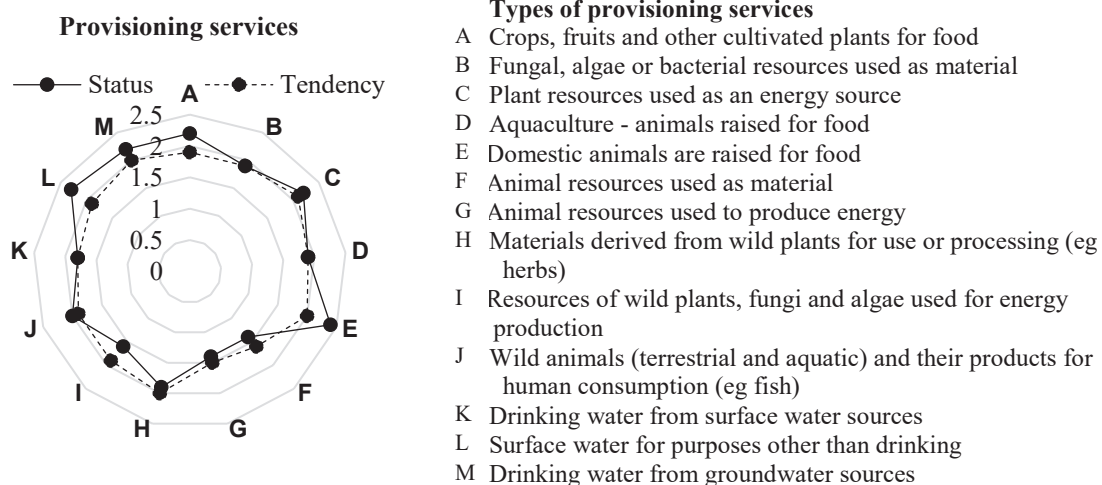 Provisioning services
Status
Tendency
A
B
C
D
E
F
G
H
I
J
K
L
M
2.5
2
1.5
1
0.5
0
Types of provisioning services
A Crops, fruits and other cultivated plants for food
B Fungal, algae or bacterial resources used as material
C Plant resources used as an energy source
D Aquaculture - animals raised for food
E Domestic animals are raised for food
F Animal resources used as material
G Animal resources used to produce energy
H Materials derived from wild plants for use or processing (eg
herbs)
I Resources of wild plants, fungi and algae used for energy
production
J Wild animals (terrestrial and aquatic) and their products for
human consumption (eg fish)
K Drinking water from surface water sources
L Surface water for purposes other than drinking
M Drinking water from groundwater sources